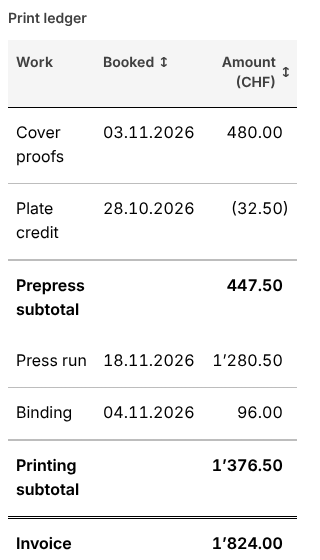 Print ledger
Work Booked ↕ Amount (CHF) ↕
Cover proofs 03.11.2026 480.00
Plate credit 28.10.2026 (32.50)
Prepress subtotal 447.50
Press run 18.11.2026 1’280.50
Binding 04.11.2026 96.00
Printing subtotal 1’376.50
Invoice 1’824.00